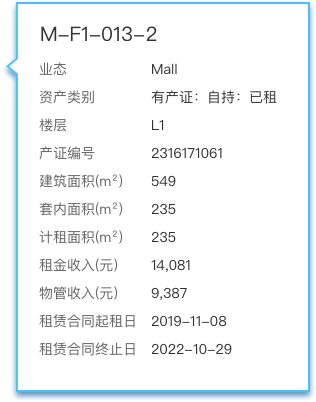 M-F1-013-2
业态 Mall
资产类别 有产证：自持：已租
楼层 L1
产证编号 2316171061
建筑面积(m²) 549
套内面积(m²) 235
计租面积(m²) 235
租金收入(元) 14,081
物管收入(元) 9,387
租赁合同起租日 2019-11-08
租赁合同终止日 2022-10-29